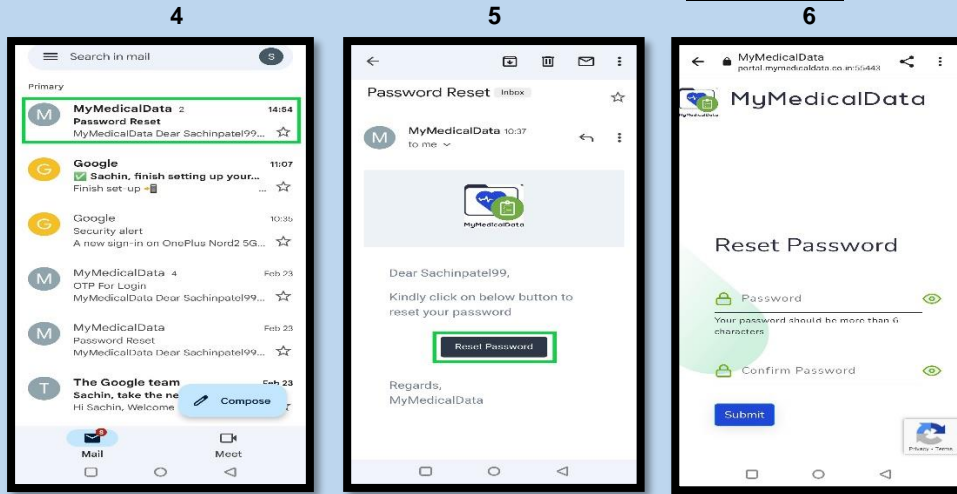 4
5
6
Search in mail
S
Primary
M
MyMedicalData 2
14:54
Password Reset
MyMedicalData Dear Sachinpatel99...
G
Google
11:07
✅ Sachin, finish setting up your...
Finish set-up 📲 ...
G
Google
10:35
Security alert
A new sign-in on OnePlus Nord2 5G...
M
MyMedicalData 4
Feb 23
OTP For Login
MyMedicalData Dear Sachinpatel99...
M
MyMedicalData
Feb 23
Password Reset
MyMedicalData Dear Sachinpatel99...
T
The Google team
Feb 23
Sachin, take the ne
Hi Sachin, Welcome
Compose
Mail
Meet
Password Reset Inbox
M
MyMedicalData 10:37
to me
MyMedicalData
Dear Sachinpatel99,
Kindly click on below button to
reset your password
Reset Password
Regards,
MyMedicalData
MyMedicalData
portal.mymedicaldata.co.in:55443
MyMedicalData
MyMedicalData
Reset Password
Password
Your password should be more than 6
characters
Confirm Password
Submit
Privacy - Terms